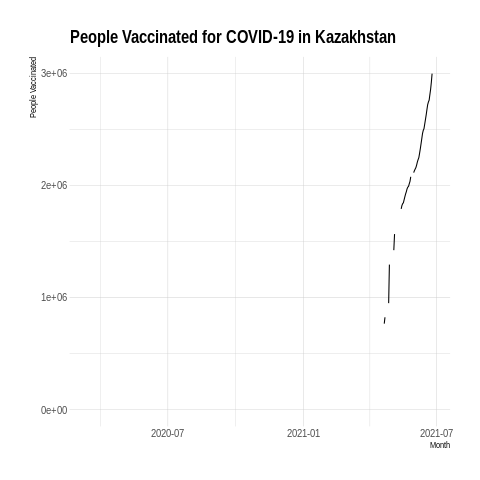 People Vaccinated for COVID-19 in Kazakhstan
People Vaccinated
3e+06
2e+06
1e+06
0e+00
2020-07
2021-01
2021-07
Month